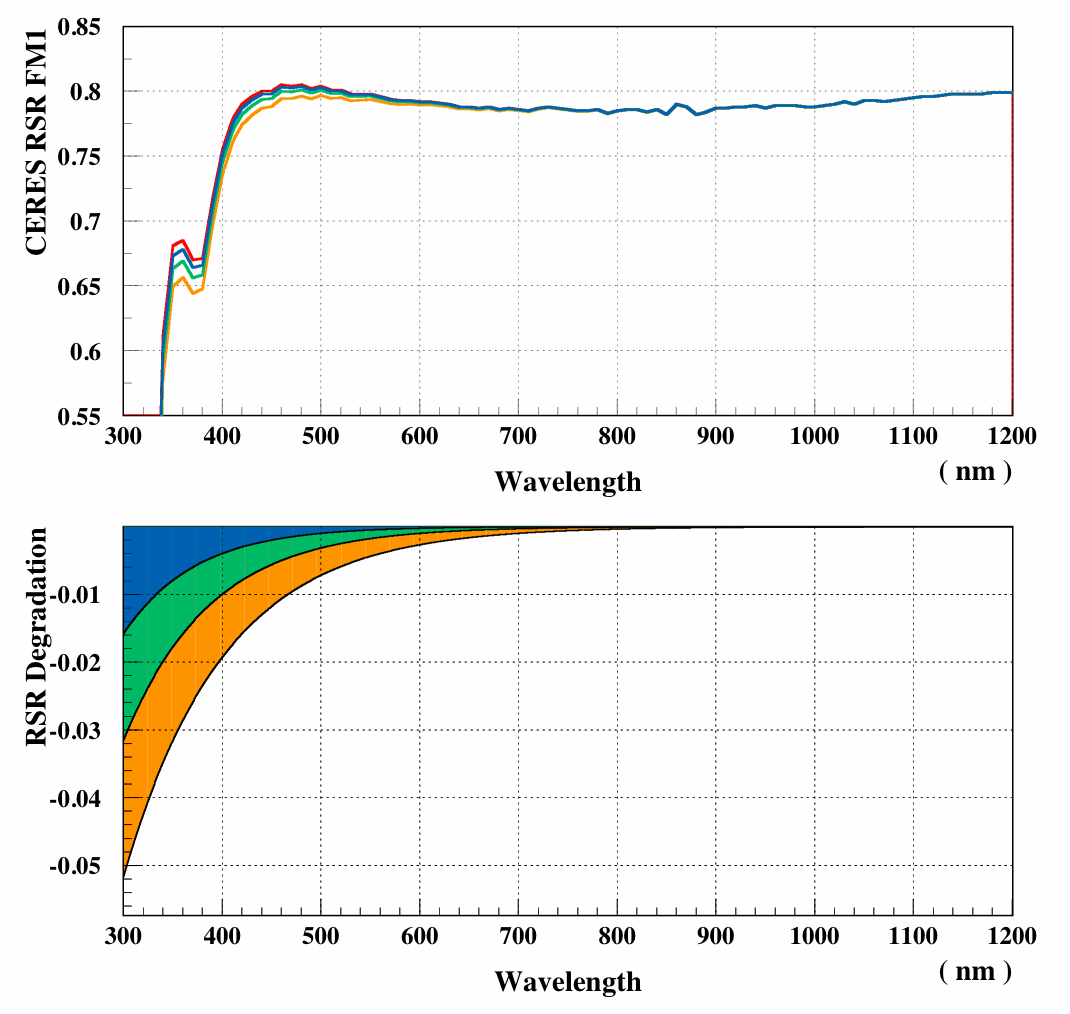 CERES RSR FM1
0.85
0.8
0.75
0.7
0.65
0.6
0.55
300 400 500 600 700 800 900 1000 1100 1200
Wavelength
( nm )
RSR Degradation
-0.01
-0.02
-0.03
-0.04
-0.05
300 400 500 600 700 800 900 1000 1100 1200
Wavelength
( nm )